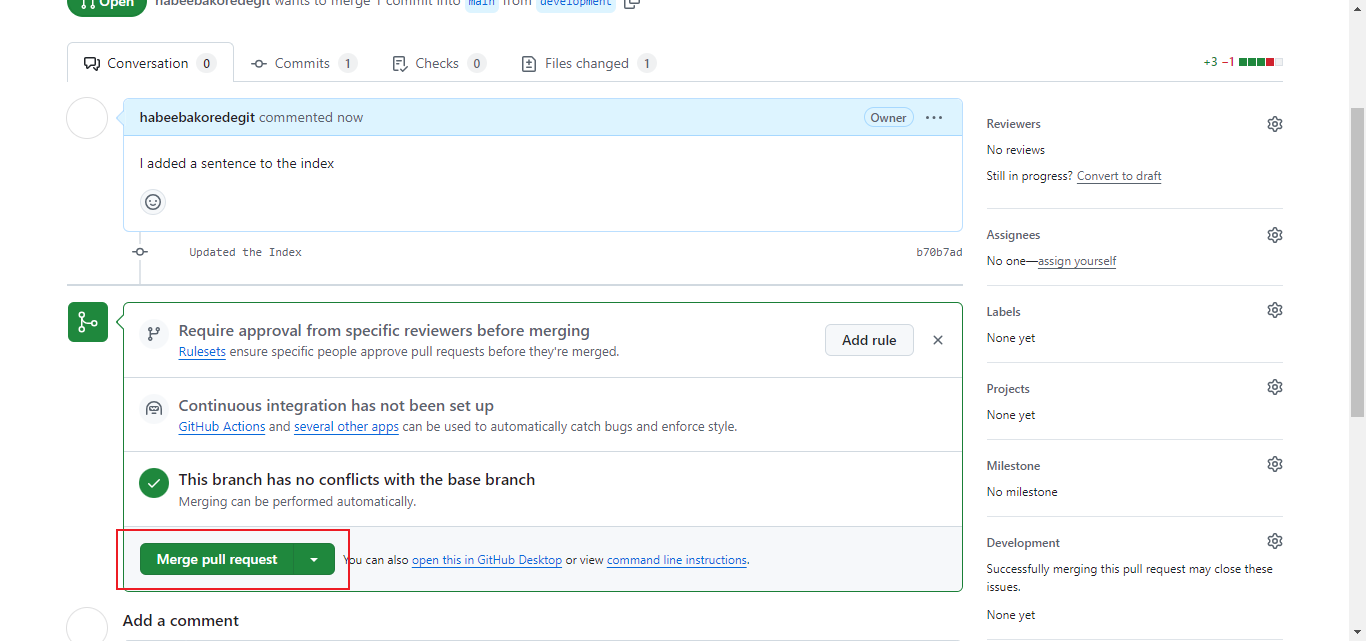 Open habeebakoredegit wants to merge 1 commit into main from development
Conversation 0 Commits 1 Checks 0 Files changed 1 +3 −1
habeebakoredegit commented now Owner
I added a sentence to the index
Updated the Index b70b7ad
Require approval from specific reviewers before merging
Rulesets ensure specific people approve pull requests before they're merged.
Add rule
Continuous integration has not been set up
GitHub Actions and several other apps can be used to automatically catch bugs and enforce style.
This branch has no conflicts with the base branch
Merging can be performed automatically.
Merge pull request You can also open this in GitHub Desktop or view command line instructions.
Add a comment
Reviewers
No reviews
Still in progress? Convert to draft
Assignees
No one—assign yourself
Labels
None yet
Projects
None yet
Milestone
No milestone
Development
Successfully merging this pull request may close these
issues.
None yet